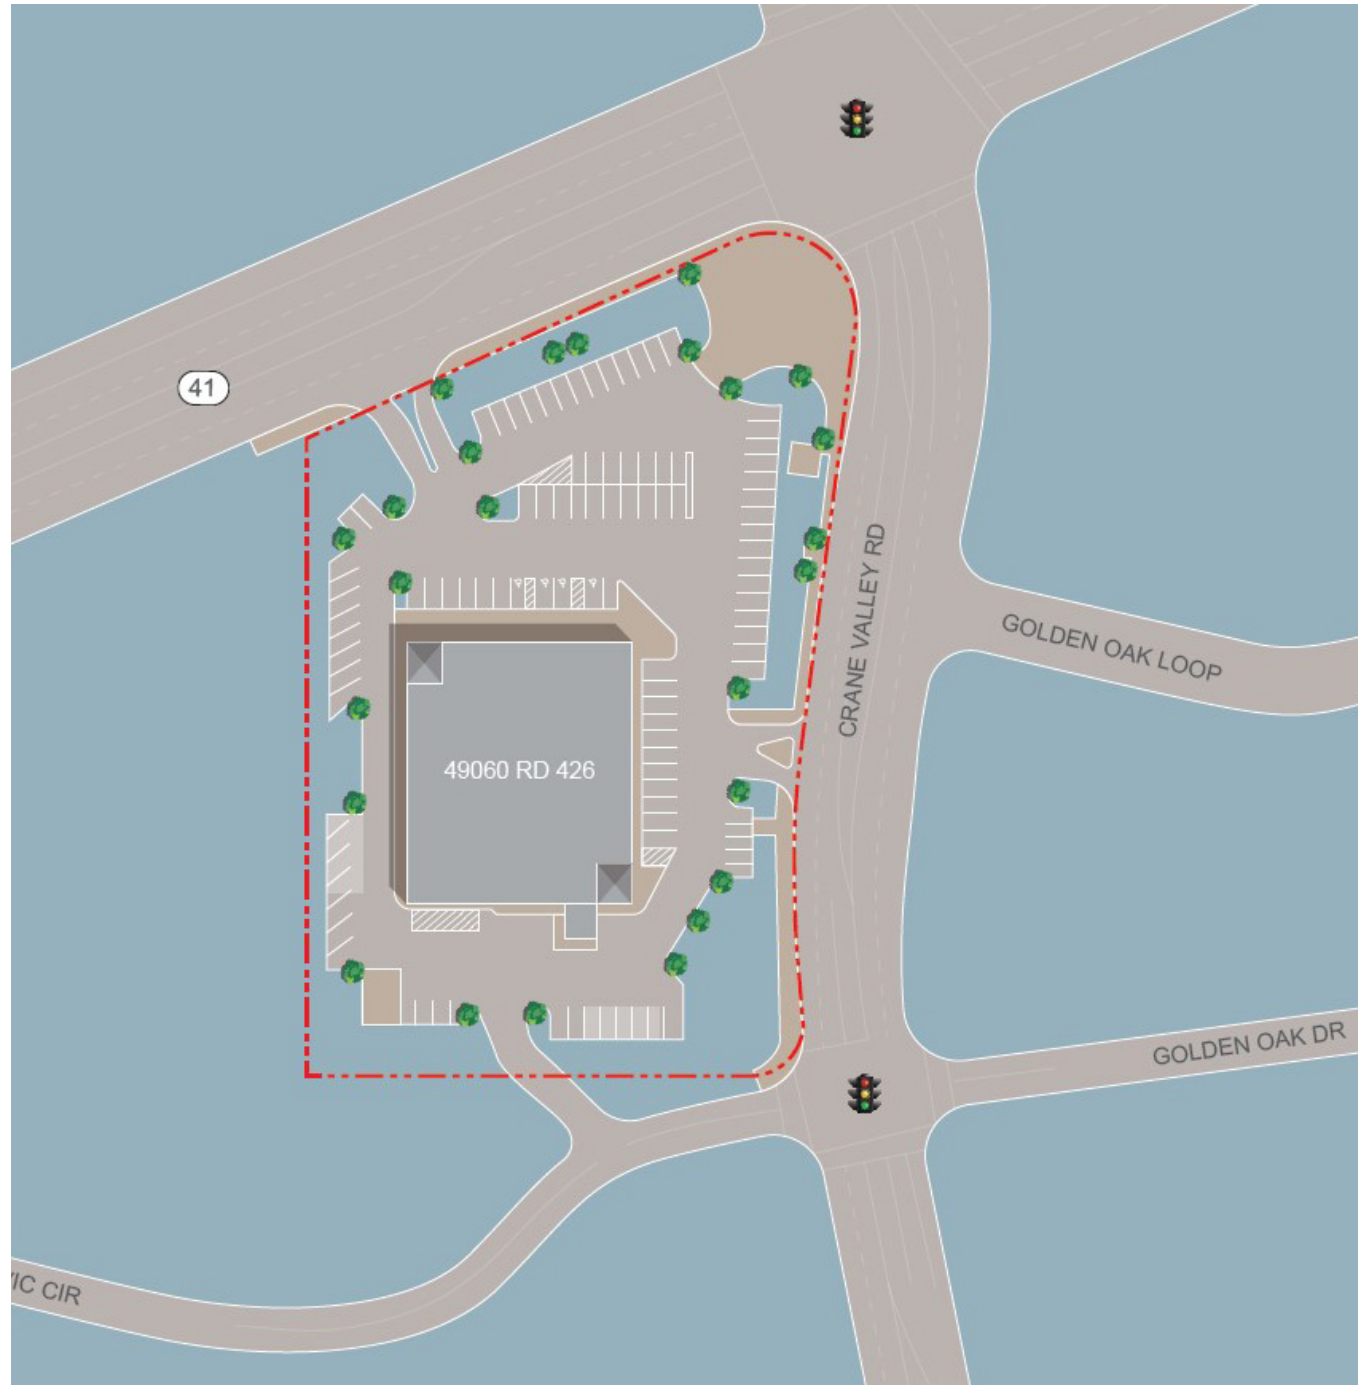 41
CRANE VALLEY RD
GOLDEN OAK LOOP
49060 RD 426
GOLDEN OAK DR
IC CIR